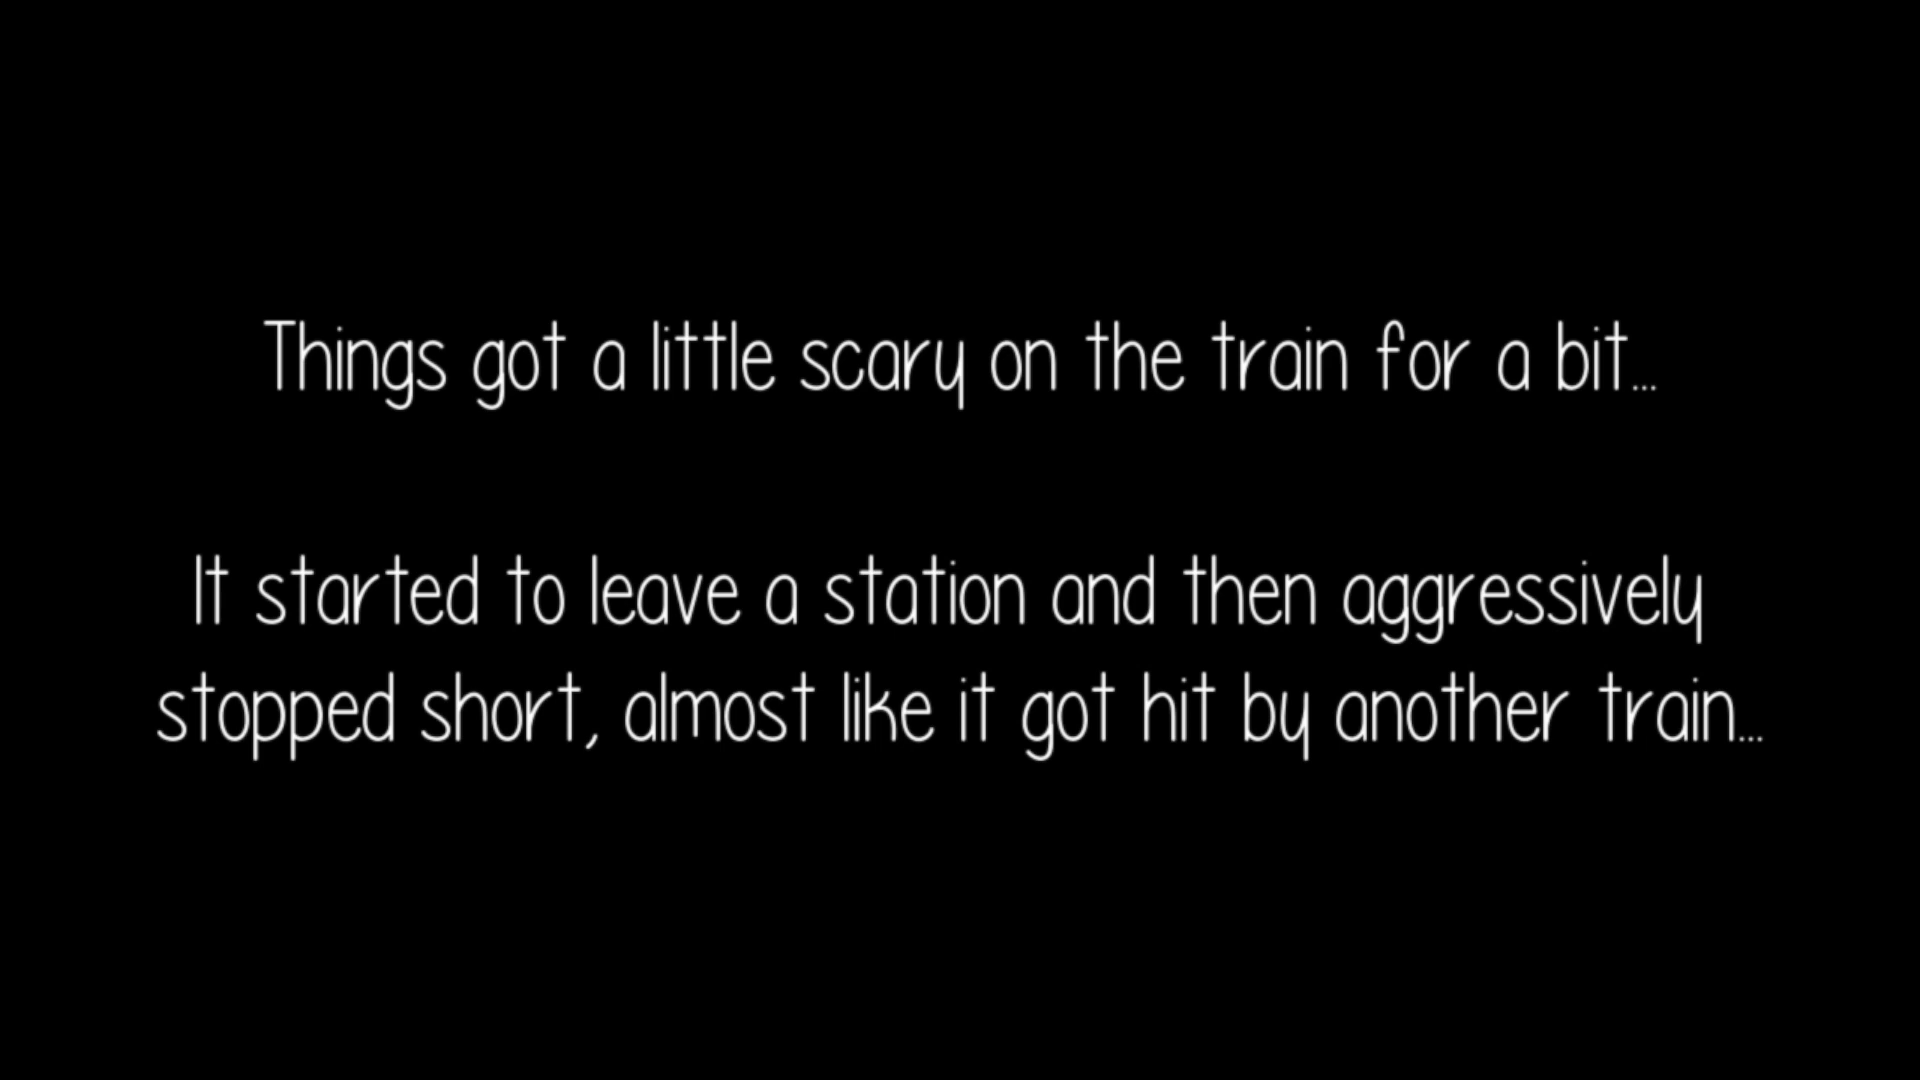 Things got a little scary on the train for a bit...
It started to leave a station and then aggressively
stopped short, almost like it got hit by another train...